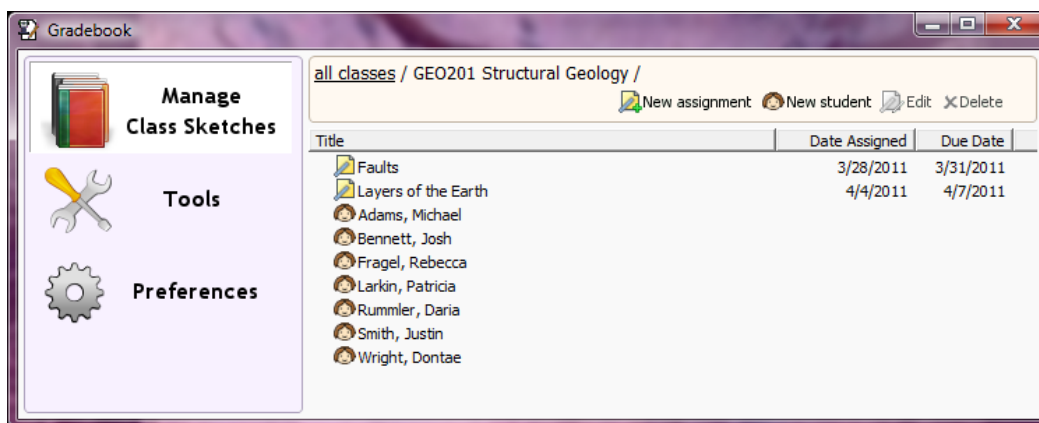 Gradebook
Manage
Class Sketches
Tools
Preferences
all classes / GEO201 Structural Geology /
New assignment New student Edit Delete
Title Date Assigned Due Date
Faults 3/28/2011 3/31/2011
Layers of the Earth 4/4/2011 4/7/2011
Adams, Michael
Bennett, Josh
Fragel, Rebecca
Larkin, Patricia
Rummler, Daria
Smith, Justin
Wright, Dontae